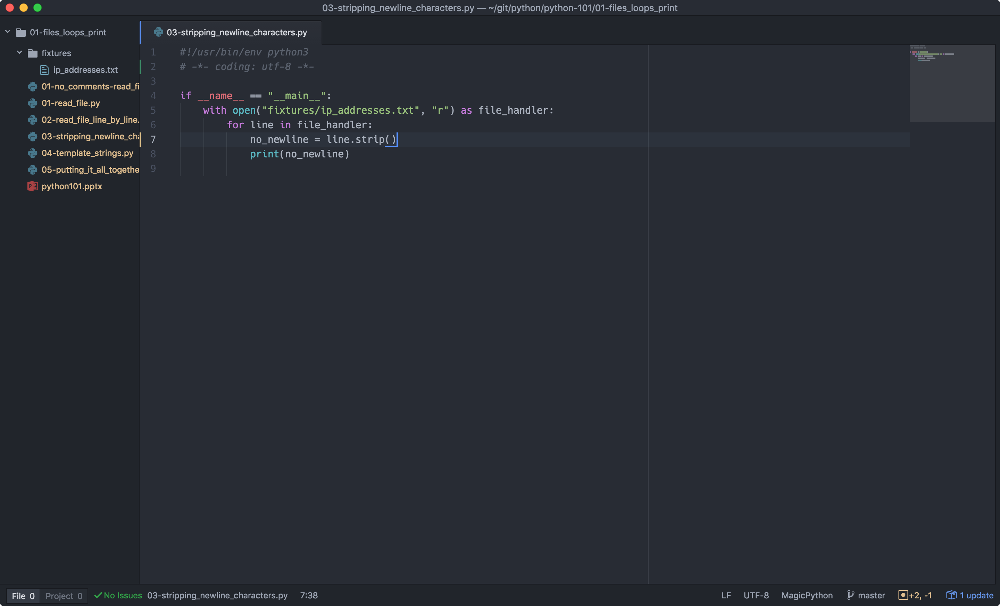 03-stripping_newline_characters.py — ~/git/python/python-101/01-files_loops_print
01-files_loops_print
fixtures
ip_addresses.txt
01-no_comments-read_fi
01-read_file.py
02-read_file_line_by_line.
03-stripping_newline_cha
04-template_strings.py
05-putting_it_all_togethe
python101.pptx
03-stripping_newline_characters.py
1 #!/usr/bin/env python3
2 # -*- coding: utf-8 -*-
3
4 if __name__ == "__main__":
5 with open("fixtures/ip_addresses.txt", "r") as file_handler:
6 for line in file_handler:
7 no_newline = line.strip()
8 print(no_newline)
9
File 0 Project 0 No Issues 03-stripping_newline_characters.py 7:38 LF UTF-8 MagicPython master +2, -1 1 update